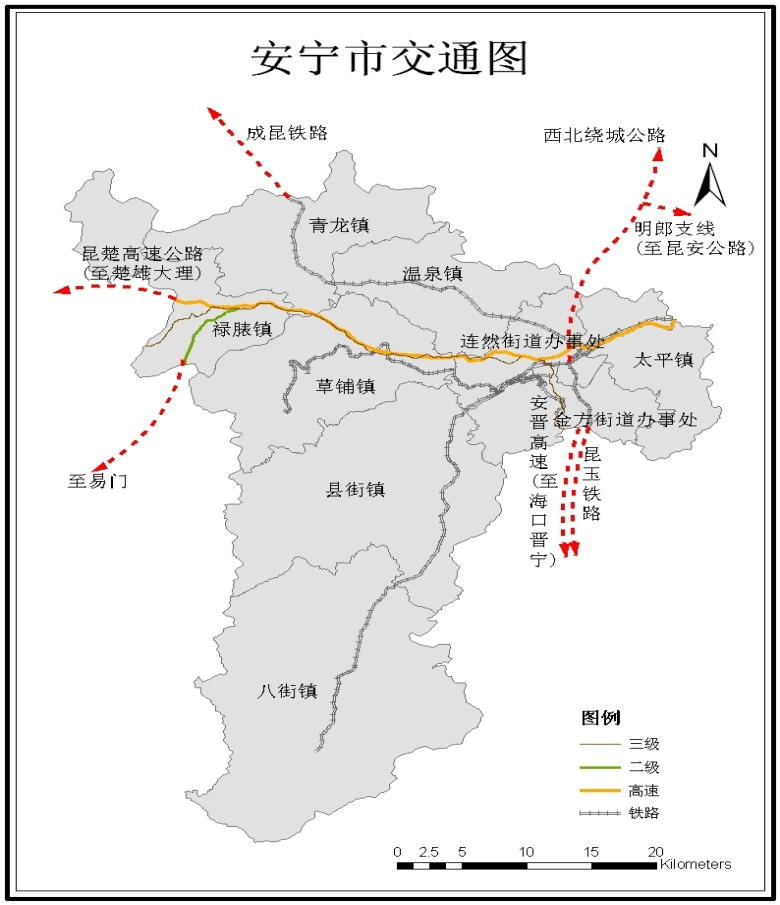 安宁市交通图
成昆铁路
西北绕城公路
N
青龙镇
明郎支线
(至昆安公路)
昆楚高速公路
(至楚雄大理)
温泉镇
禄脿镇
连然街道办事处
太平镇
草铺镇
安晋高速(至海口晋宁)
金方街道办事处
昆玉铁路
至易门
县街镇
八街镇
图例
三级
二级
高速
铁路
0 2.5 5 10 15 20
Kilometers